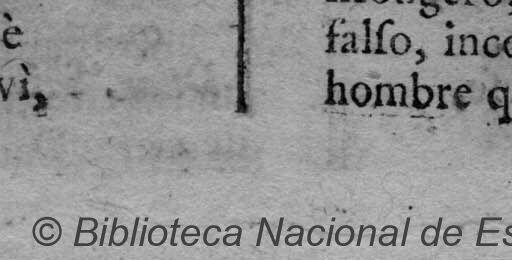 è
vì,
falſo, inco
hombre q
© Biblioteca Nacional de Es